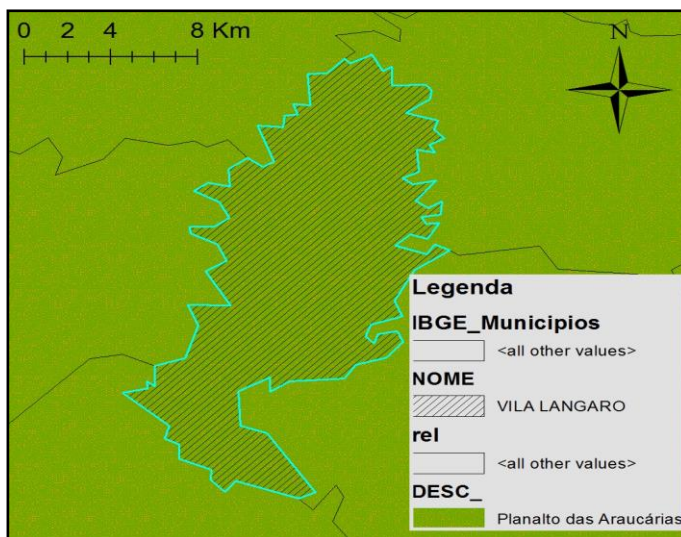 0 2 4 8 Km
N
Legenda
IBGE_Municipios
<all other values>
NOME
VILA LANGARO
rel
<all other values>
DESC_
Planalto das Araucárias